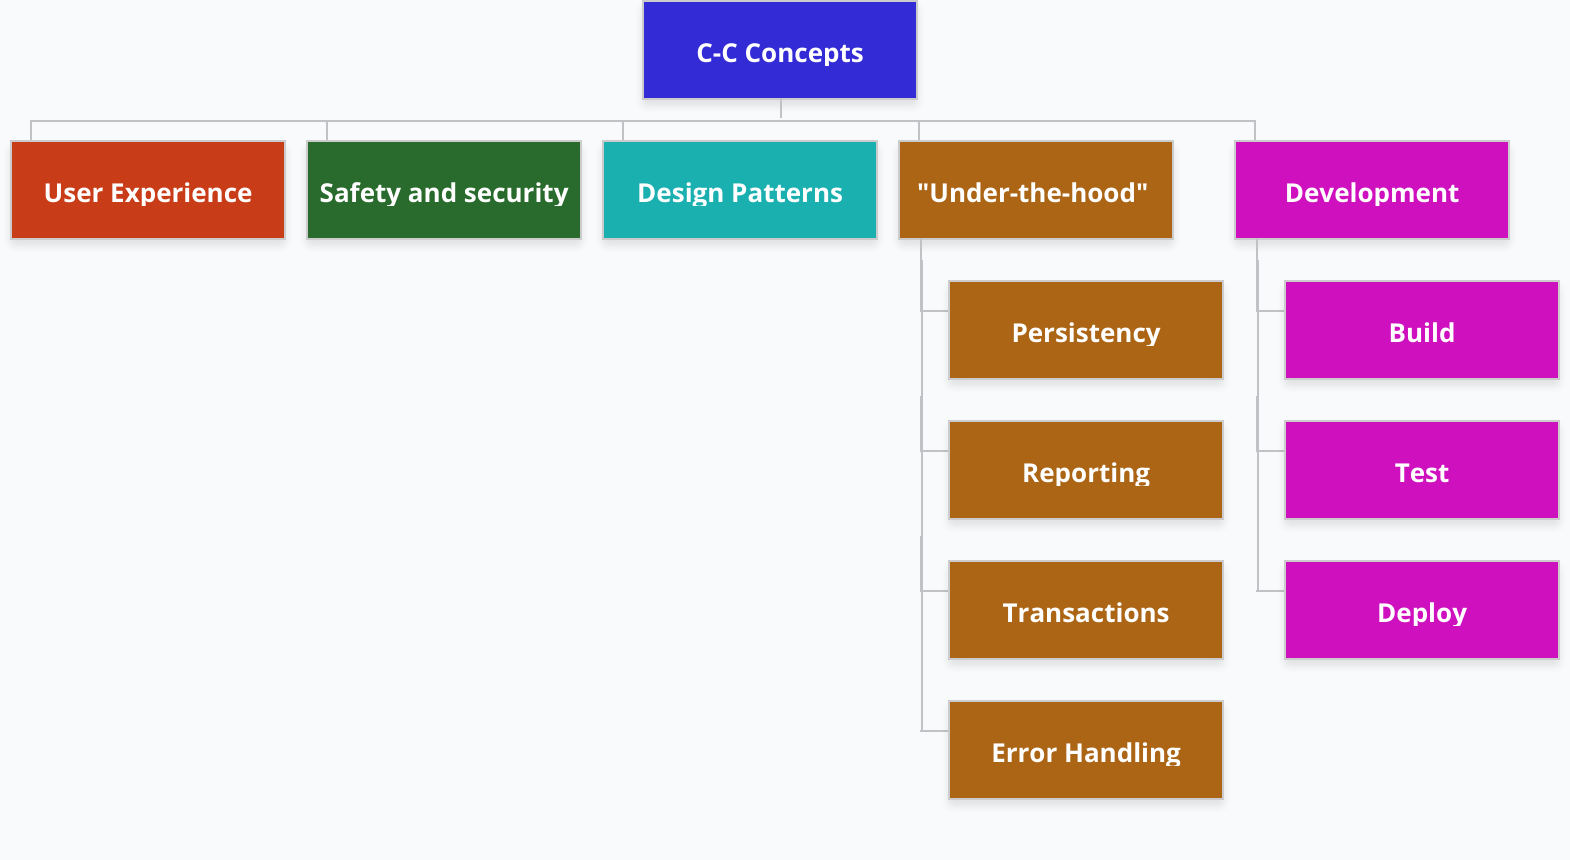 C-C Concepts
User Experience
Safety and security
Design Patterns
"Under-the-hood"
Development
Persistency
Build
Reporting
Test
Transactions
Deploy
Error Handling